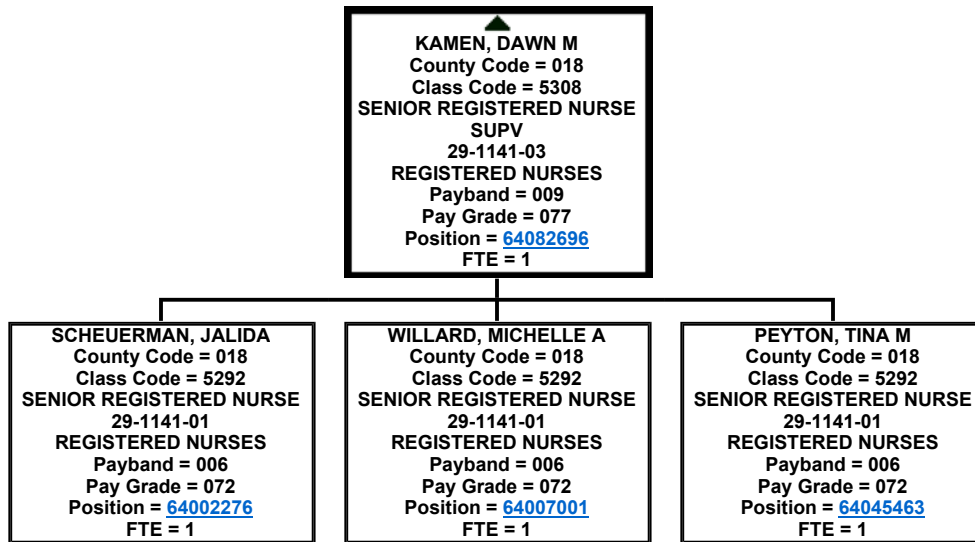 KAMEN, DAWN M
County Code = 018
Class Code = 5308
SENIOR REGISTERED NURSE
SUPV
29-1141-03
REGISTERED NURSES
Payband = 009
Pay Grade = 077
Position = 64082696
FTE = 1
SCHEUERMAN, JALIDA
County Code = 018
Class Code = 5292
SENIOR REGISTERED NURSE
29-1141-01
REGISTERED NURSES
Payband = 006
Pay Grade = 072
Position = 64002276
FTE = 1
WILLARD, MICHELLE A
County Code = 018
Class Code = 5292
SENIOR REGISTERED NURSE
29-1141-01
REGISTERED NURSES
Payband = 006
Pay Grade = 072
Position = 64007001
FTE = 1
PEYTON, TINA M
County Code = 018
Class Code = 5292
SENIOR REGISTERED NURSE
29-1141-01
REGISTERED NURSES
Payband = 006
Pay Grade = 072
Position = 64045463
FTE = 1